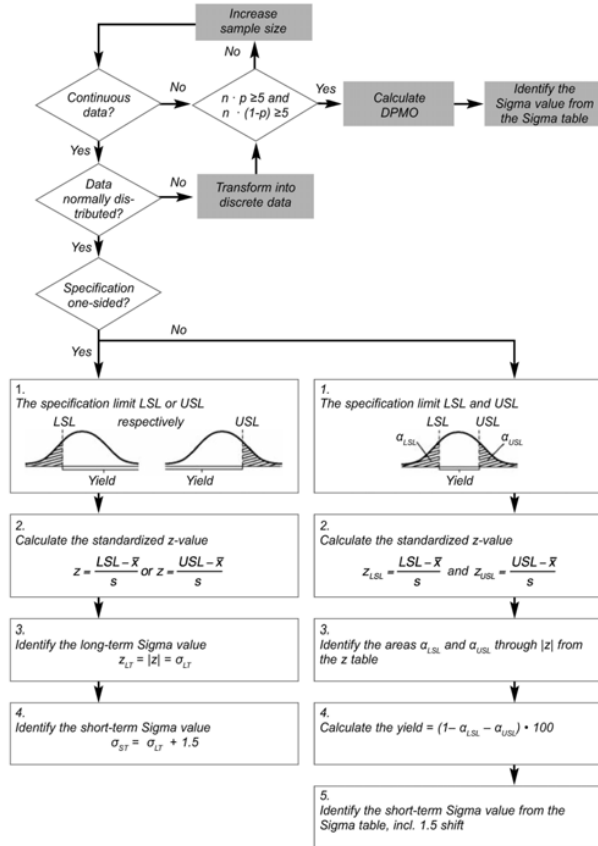 Increase
sample size
No
Continuous
data?
No
n · p ≥5 and
n · (1-p) ≥5
Yes
Calculate
DPMO
Identify the
Sigma value from
the Sigma table
Yes
Data
normally dis-
tributed?
No
Transform into
discrete data
Yes
Specification
one-sided?
No
Yes
1.
The specification limit LSL or USL
LSL respectively USL
Yield Yield
2.
Calculate the standardized z-value
z = (LSL – x̅)/s or z = (USL – x̅)/s
3.
Identify the long-term Sigma value
z_LT = |z| = σ_LT
4.
Identify the short-term Sigma value
σ_ST = σ_LT + 1.5
1.
The specification limit LSL and USL
LSL USL
α_LSL α_USL
Yield
2.
Calculate the standardized z-value
z_LSL = (LSL – x̅)/s and z_USL = (USL – x̅)/s
3.
Identify the areas α_LSL and α_USL through |z| from
the z table
4.
Calculate the yield = (1– α_LSL – α_USL) • 100
5.
Identify the short-term Sigma value from the
Sigma table, incl. 1.5 shift